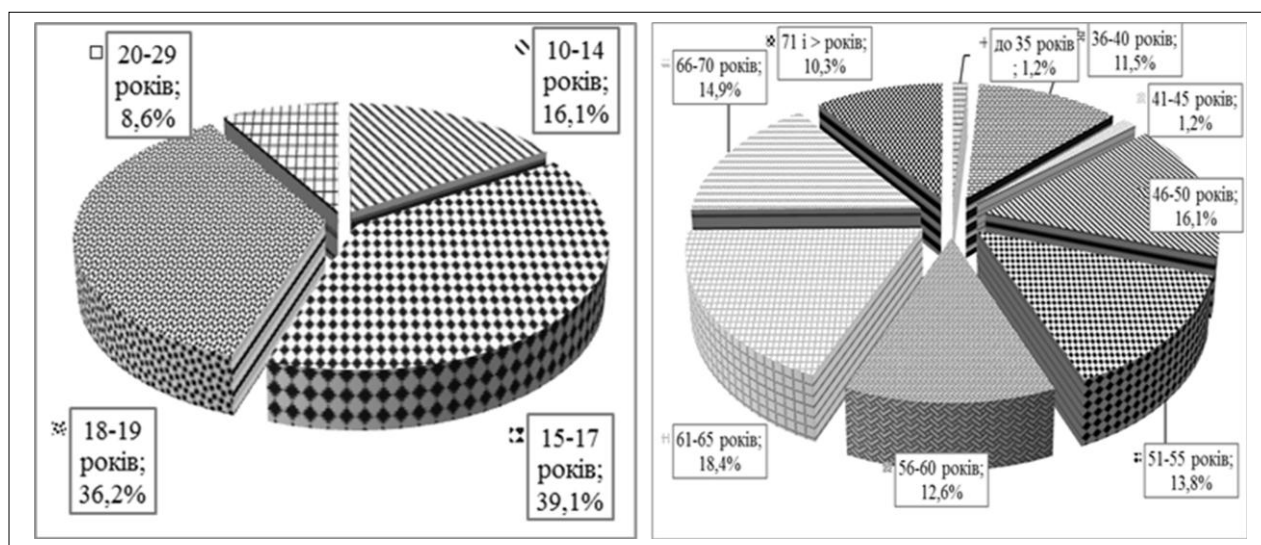 20-29
років;
8,6%
10-14
років;
16,1%
18-19
років;
36,2%
15-17
років;
39,1%
71 і > років;
10,3%
до 35 років
; 1,2%
36-40 років;
11,5%
66-70 років;
14,9%
41-45 років;
1,2%
46-50 років;
16,1%
61-65 років;
18,4%
56-60 років;
12,6%
51-55 років;
13,8%